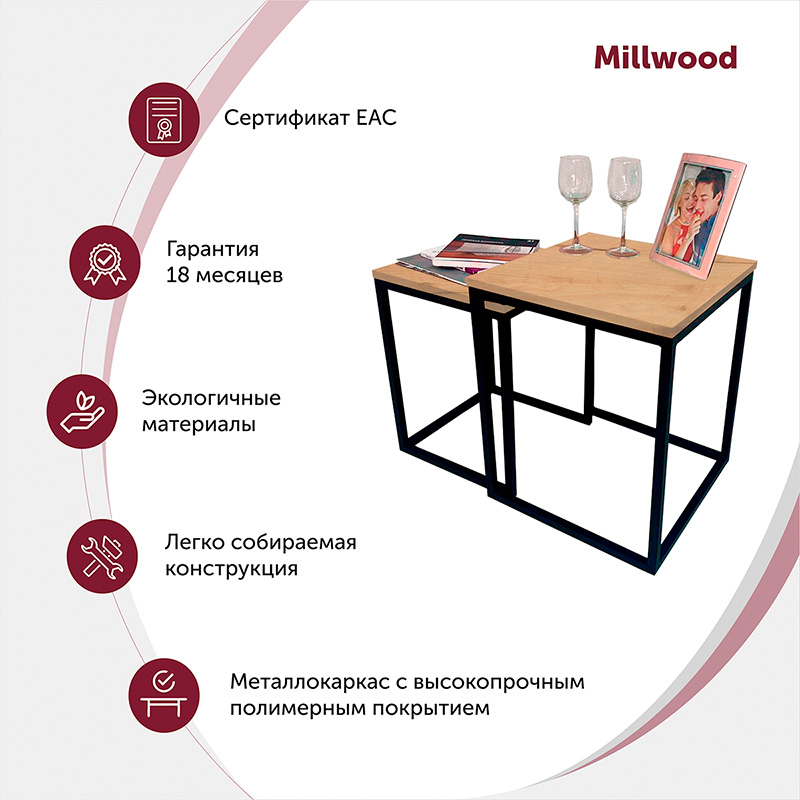 Millwood
Сертификат ЕАС
Гарантия
18 месяцев
Экологичные
материалы
Легко собираемая
конструкция
Металлокаркас с высокопрочным
полимерным покрытием